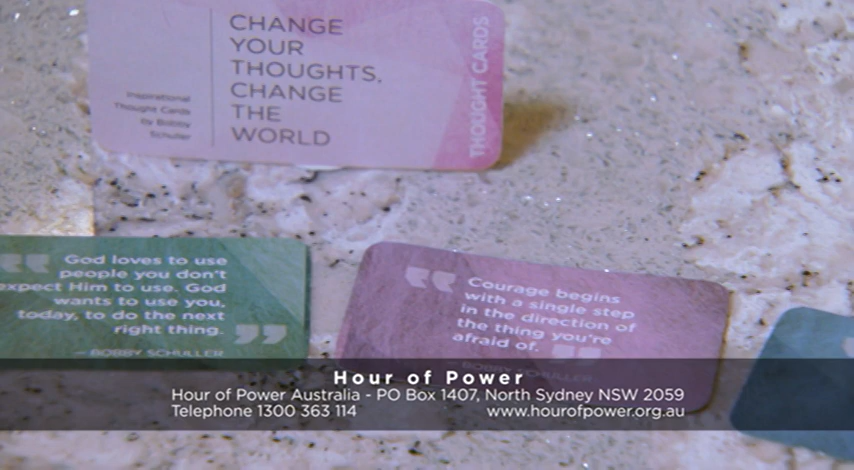 CHANGE
YOUR
THOUGHTS,
CHANGE
THE
WORLD
Inspirational
Thought Cards
by Bobby
Schuller
THOUGHT CARDS
God loves to use
people you don't
expect Him to use. God
wants to use you,
today, to do the next
right thing.
— BOBBY SCHULLER
Courage begins
with a single step
in the direction of
the thing you're
afraid of.
BOBBY SCHULLER
Hour of Power
Hour of Power Australia - PO Box 1407, North Sydney NSW 2059
Telephone 1300 363 114 www.hourofpower.org.au